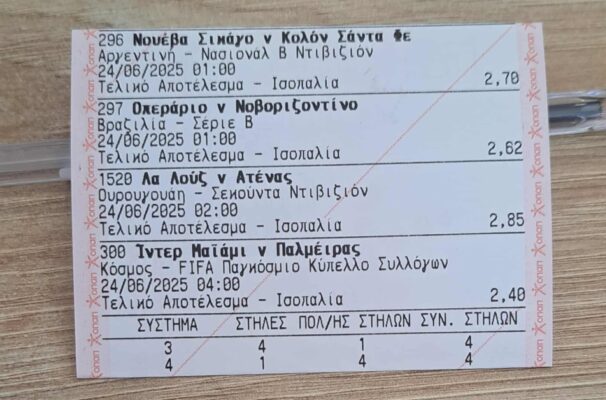 296 Νουέβα Σικάγο v Κολόν Σάντα Φε
Αργεντινή - Νασιονάλ Β Ντιβιζιόν
24/06/2025 01:00
Τελικό Αποτέλεσμα - Ισοπαλία 2,70
297 Οπεράριο v Νοβοριζοντίνο
Βραζιλία - Σέριε Β
24/06/2025 01:00
Τελικό Αποτέλεσμα - Ισοπαλία 2,62
1520 Λα Λούζ v Ατένας
Ουρουγουάη - Σεκούντα Ντιβιζιόν
24/06/2025 02:00
Τελικό Αποτέλεσμα - Ισοπαλία 2,85
300 Ίντερ Μαϊάμι v Παλμέιρας
Κόσμος - FIFA Παγκόσμιο Κύπελλο Συλλόγων
24/06/2025 04:00
Τελικό Αποτέλεσμα - Ισοπαλία 2,40
ΣΥΣΤΗΜΑ ΣΤΗΛΕΣ ΠΟΛ/ΗΣ ΣΤΗΛΩΝ ΣΥΝ. ΣΤΗΛΩΝ
3 4 1 4
4 1 4 4